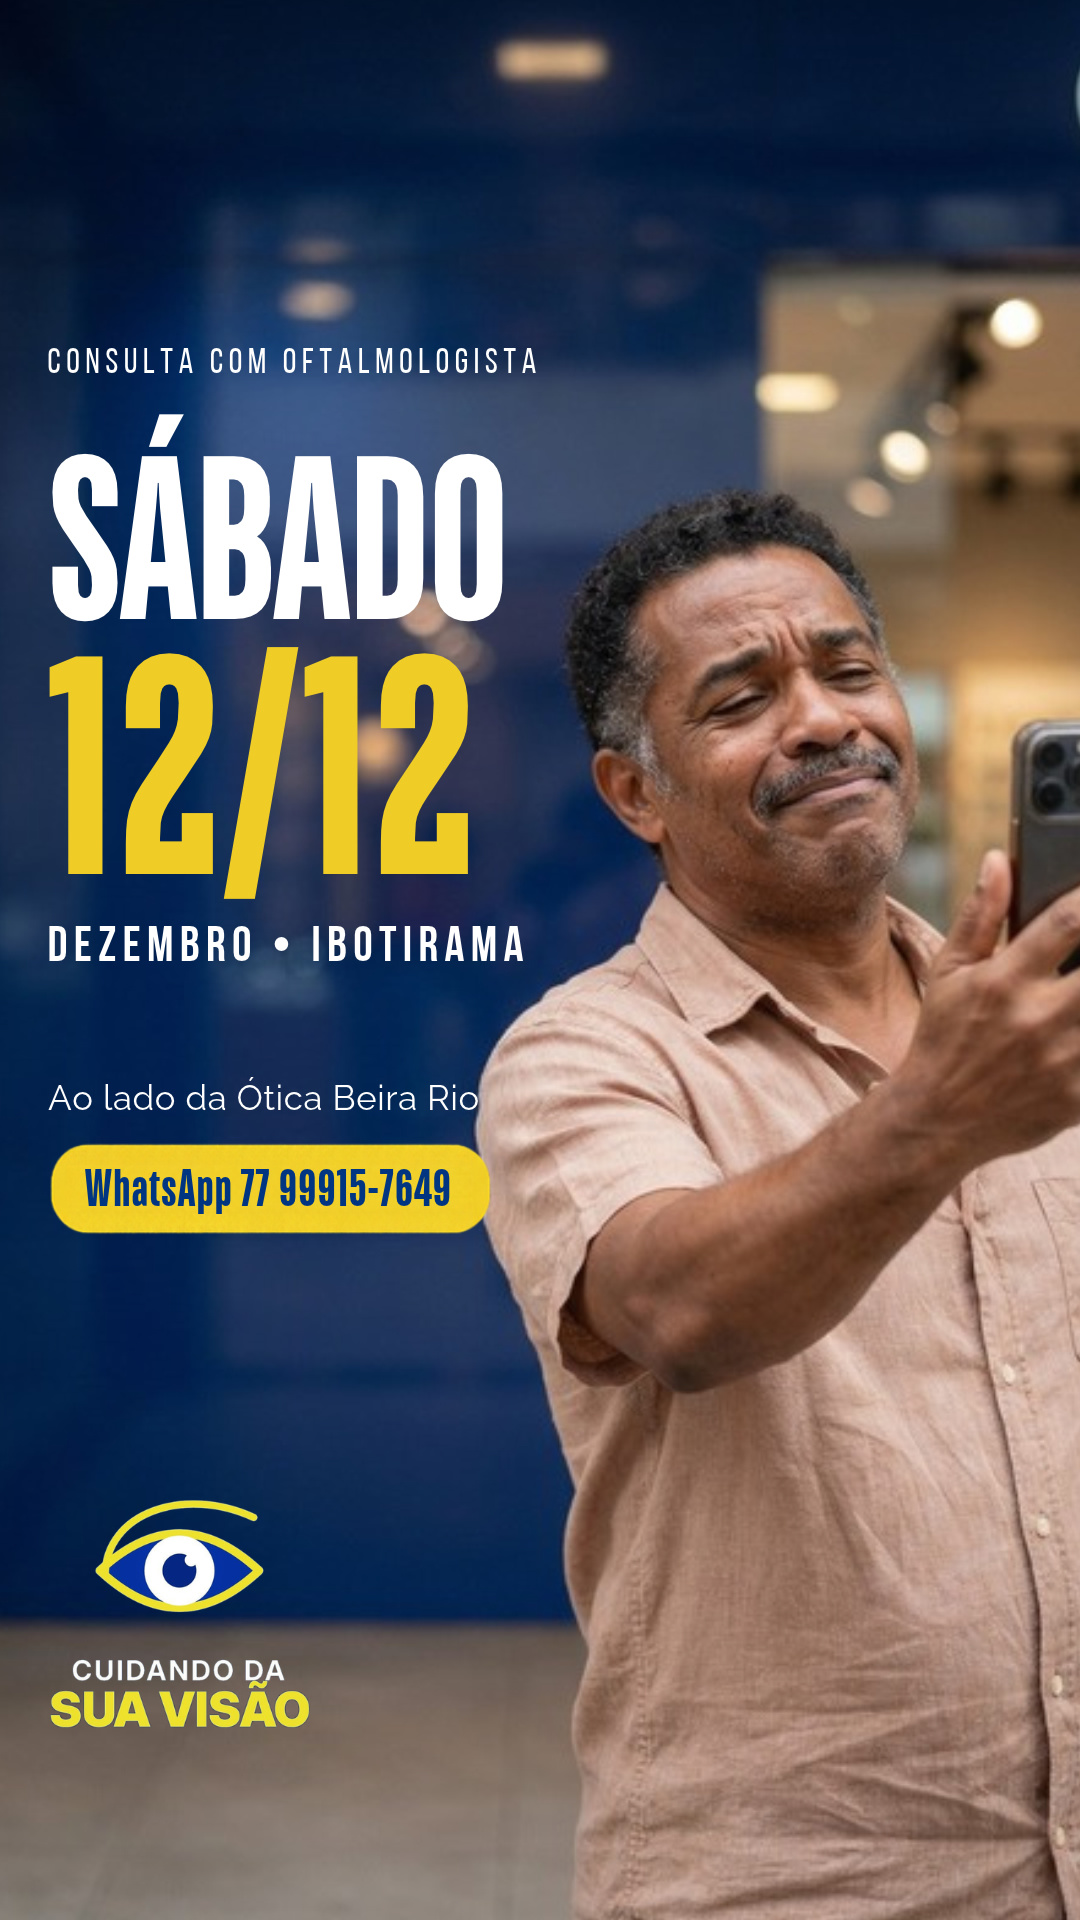 CONSULTA COM OFTALMOLOGISTA
SÁBADO
12/12
DEZEMBRO • IBOTIRAMA
Ao lado da Ótica Beira Rio
WhatsApp 77 99915-7649
CUIDANDO DA
SUA VISÃO